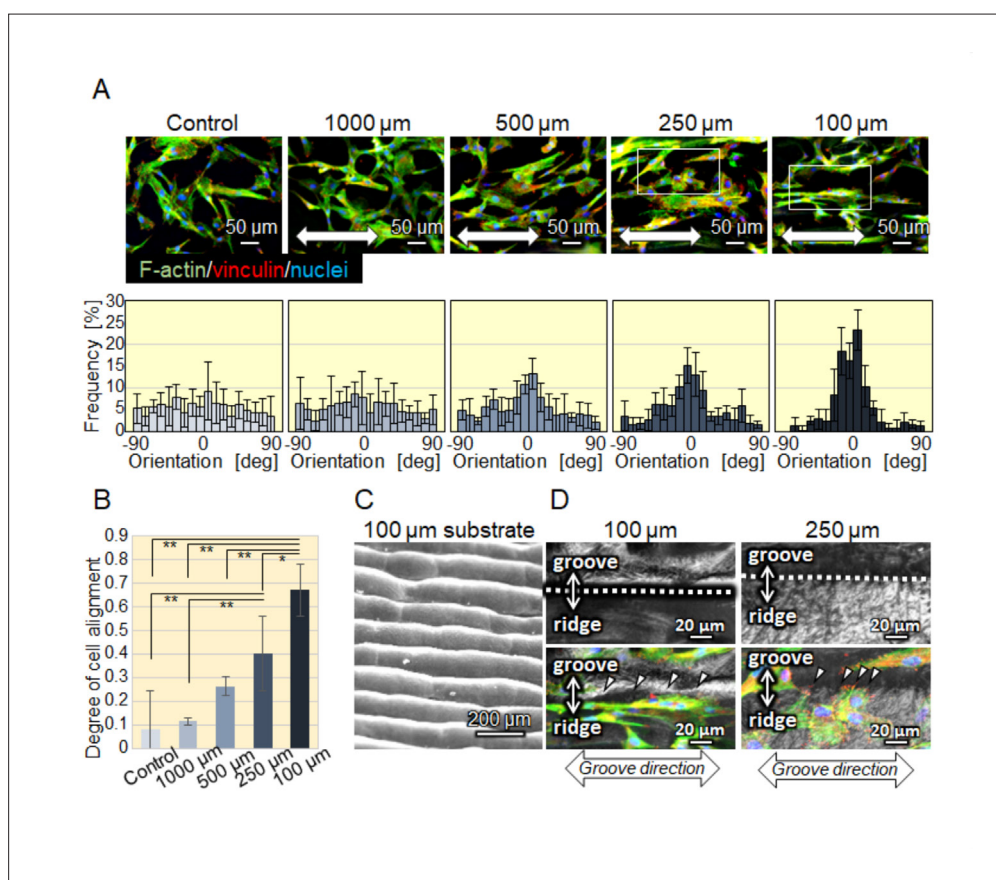 A
Control 1000 µm 500 µm 250 µm 100 µm
50 µm 50 µm 50 µm 50 µm 50 µm
F-actin/vinculin/nuclei
Frequency [%]
30
25
20
15
10
5
0
-90 0 90 -90 0 90 -90 0 90 -90 0 90 -90 0 90
Orientation [deg] Orientation [deg] Orientation [deg] Orientation [deg] Orientation [deg]
B
Degree of cell alignment
0.9
0.8
0.7
0.6
0.5
0.4
0.3
0.2
0.1
0
** ** ** *
** **
Control 1000 µm 500 µm 250 µm 100 µm
C
100 µm substrate
200 µm
D
100 µm 250 µm
groove groove
ridge ridge
20 µm 20 µm
groove groove
ridge ridge
20 µm 20 µm
Groove direction Groove direction